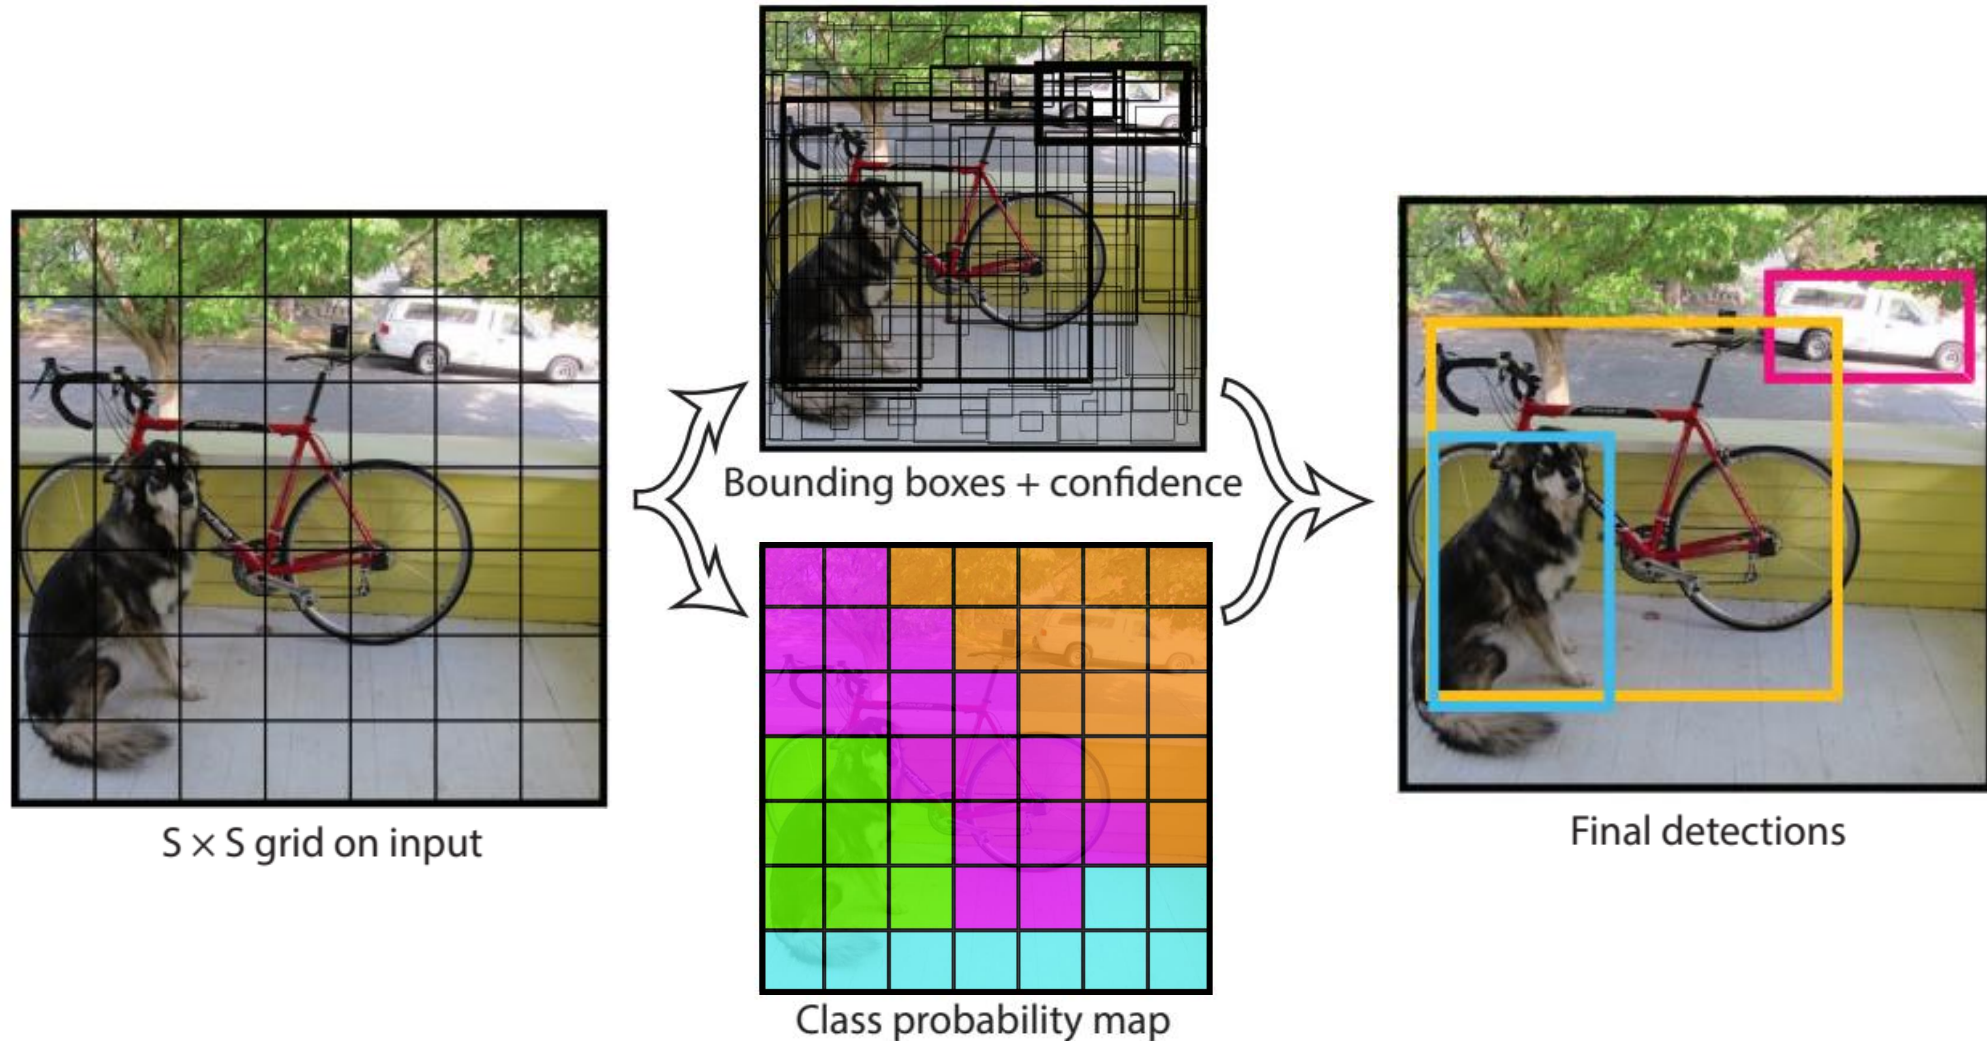 S × S grid on input
Bounding boxes + confidence
Class probability map
Final detections